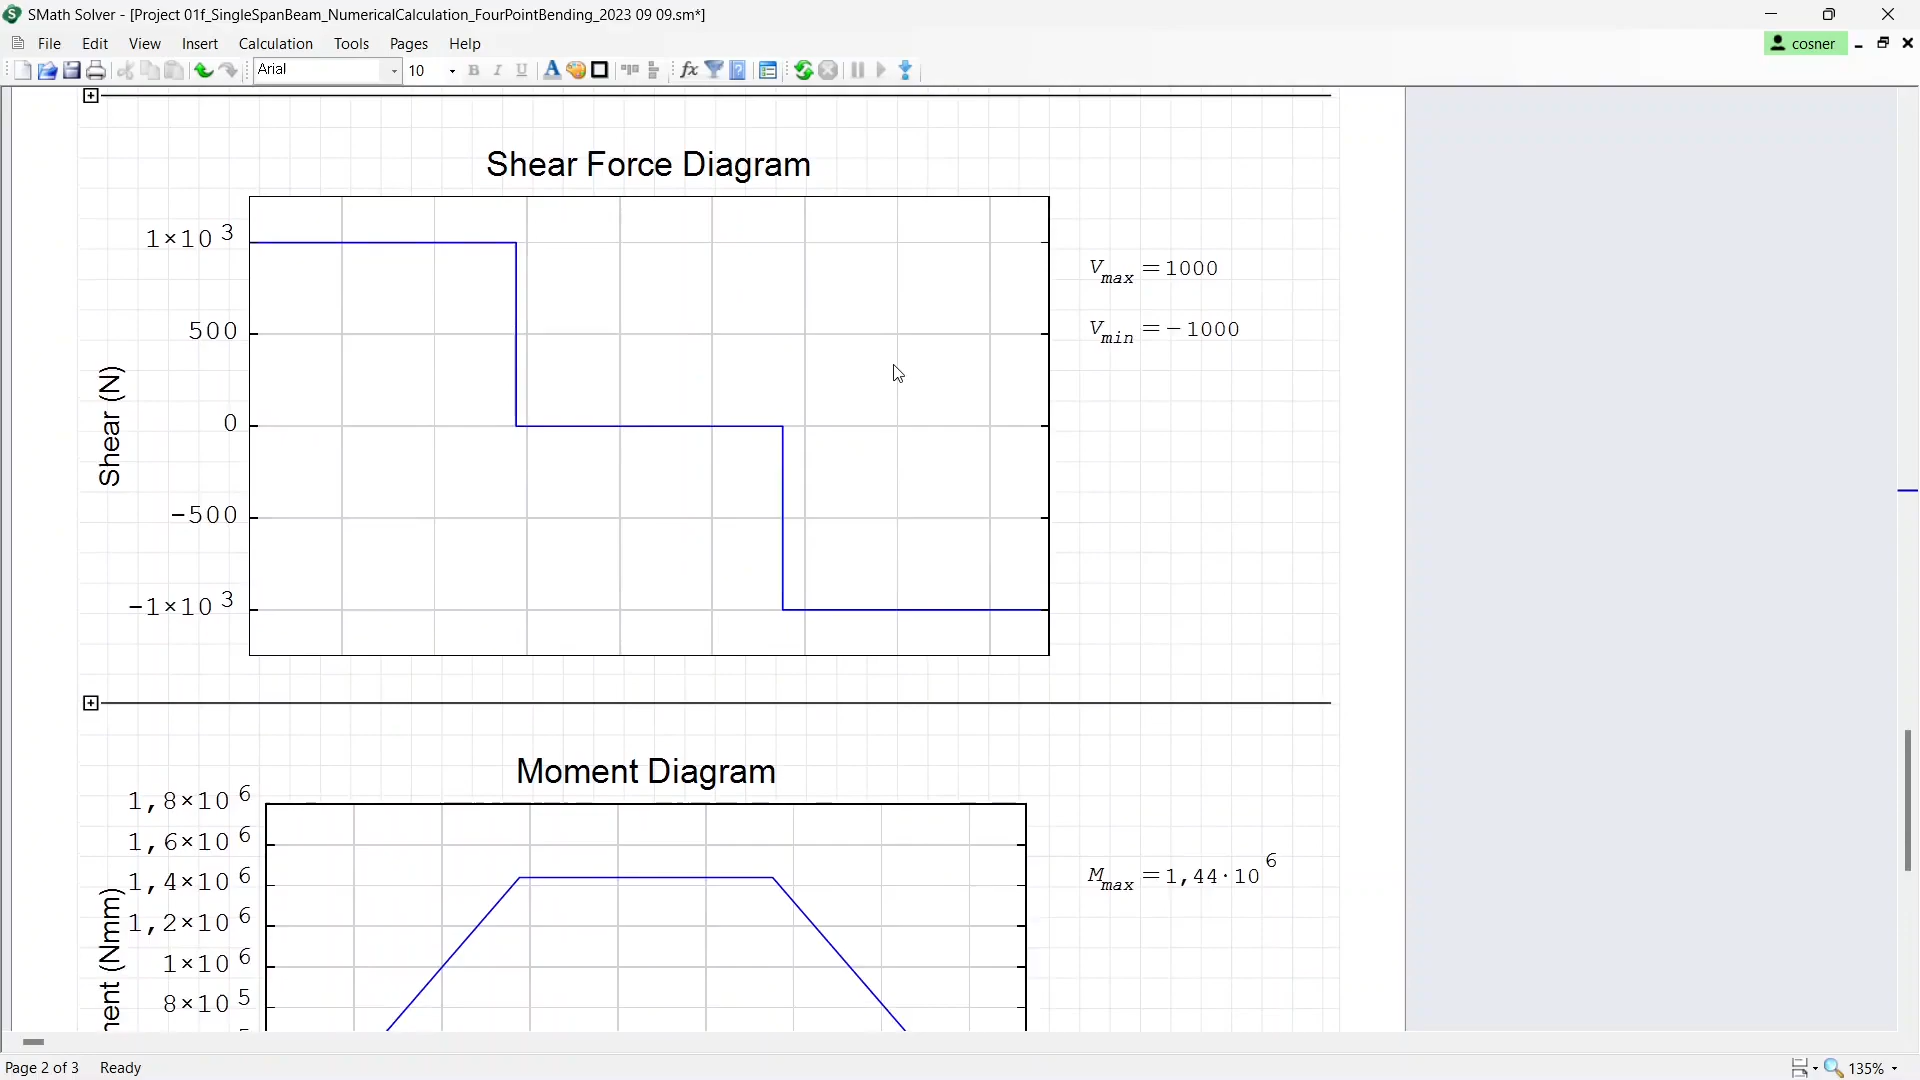 SMath Solver - [Project 01f_SingleSpanBeam_NumericalCalculation_FourPointBending_2023 09 09.sm*]
File Edit View Insert Calculation Tools Pages Help
cosner
Arial 10
Shear Force Diagram
1×10 3
500
0
-500
-1×10 3
Shear (N)
V max = 1000
V min = - 1000
Moment Diagram
1,8×10 6
1,6×10 6
1,4×10 6
1,2×10 6
1×10 6
8×10 5
M max = 1,44·10 6
Page 2 of 3 Ready
135%